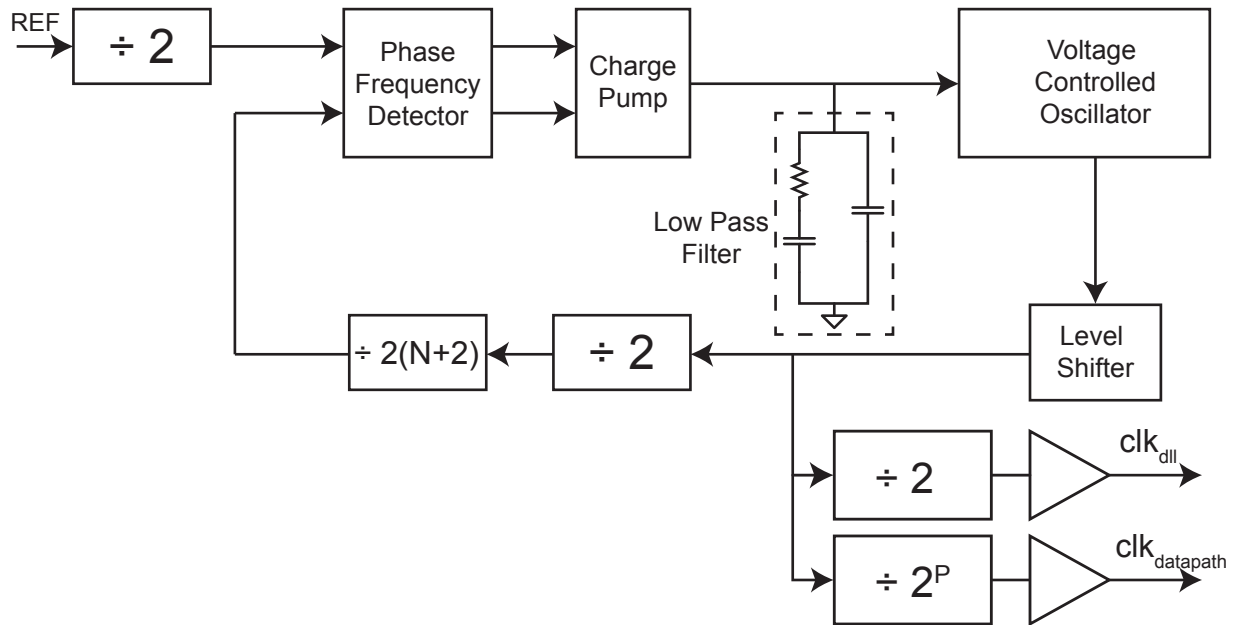 REF
÷ 2
Phase
Frequency
Detector
Charge
Pump
Voltage
Controlled
Oscillator
Low Pass
Filter
Level
Shifter
÷ 2(N+2)
÷ 2
÷ 2
clk_dll
÷ 2^P
clk_datapath